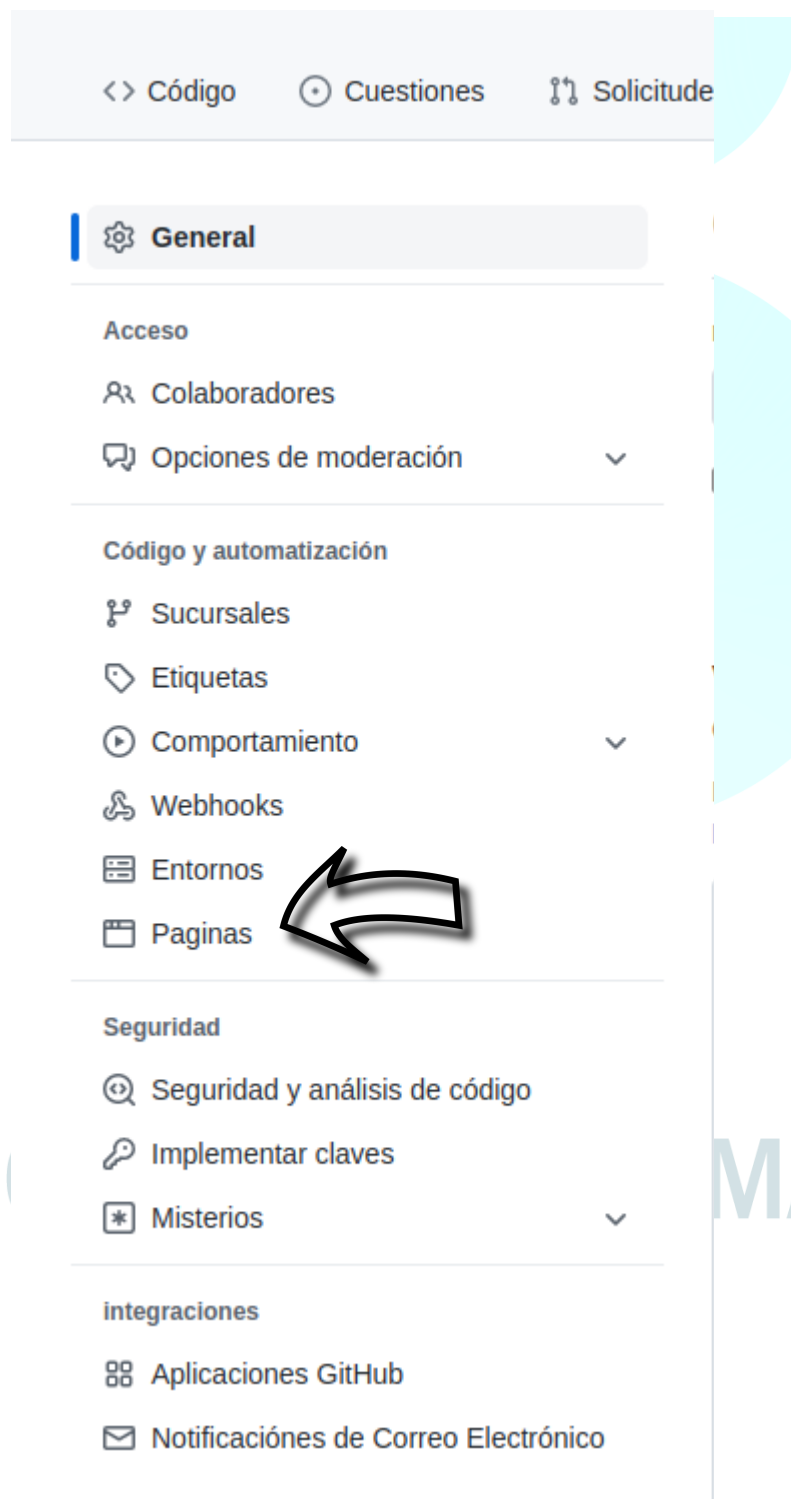 Código
Cuestiones
Solicitude
General
Acceso
Colaboradores
Opciones de moderación
Código y automatización
Sucursales
Etiquetas
Comportamiento
Webhooks
Entornos
Paginas
Seguridad
Seguridad y análisis de código
Implementar claves
Misterios
integraciones
Aplicaciones GitHub
Notificaciónes de Correo Electrónico